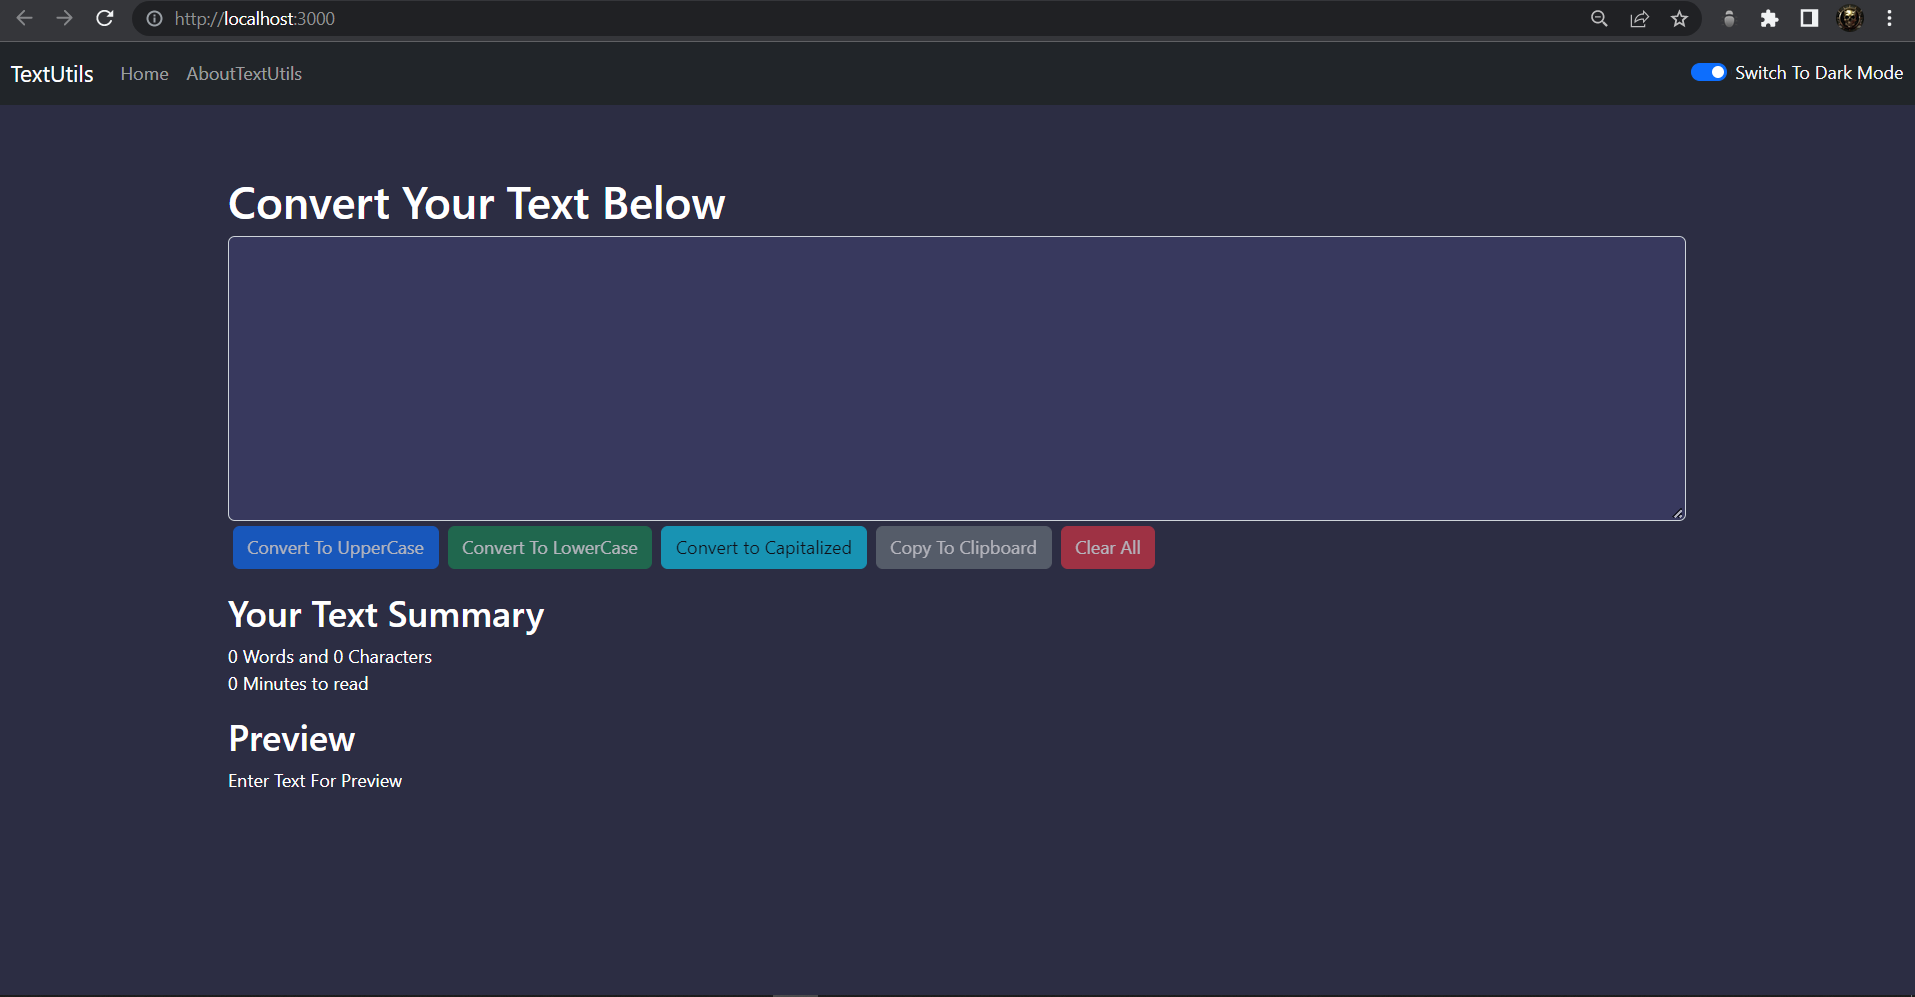 http://localhost:3000
TextUtils Home AboutTextUtils Switch To Dark Mode
Convert Your Text Below
Convert To UpperCase Convert To LowerCase Convert to Capitalized Copy To Clipboard Clear All
Your Text Summary
0 Words and 0 Characters
0 Minutes to read
Preview
Enter Text For Preview